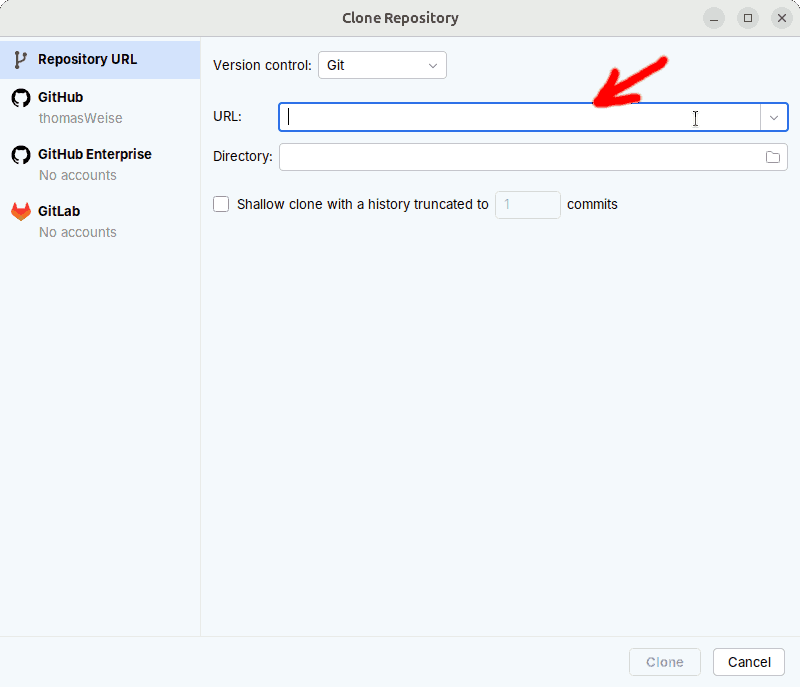 Clone Repository
Repository URL
GitHub
thomasWeise
GitHub Enterprise
No accounts
GitLab
No accounts
Version control: Git
URL:
Directory:
Shallow clone with a history truncated to 1 commits
Clone Cancel